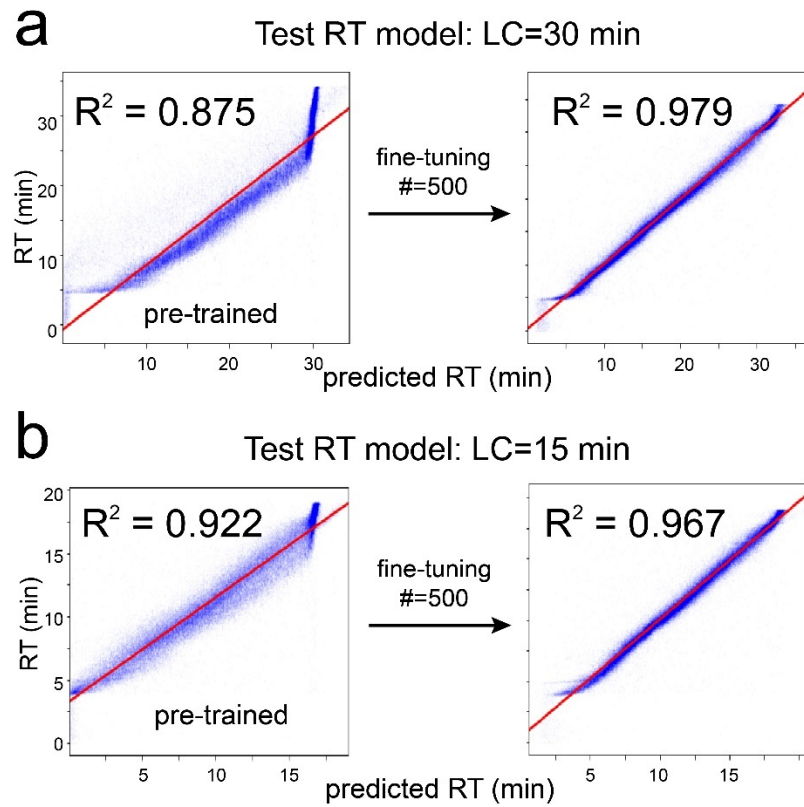 a
Test RT model: LC=30 min
R² = 0.875
R² = 0.979
fine-tuning
#=500
pre-trained
RT (min)
30
20
10
0
10
20
30
10
20
30
predicted RT (min)
b
Test RT model: LC=15 min
R² = 0.922
R² = 0.967
fine-tuning
#=500
pre-trained
RT (min)
20
15
10
5
0
5
10
15
5
10
15
20
predicted RT (min)